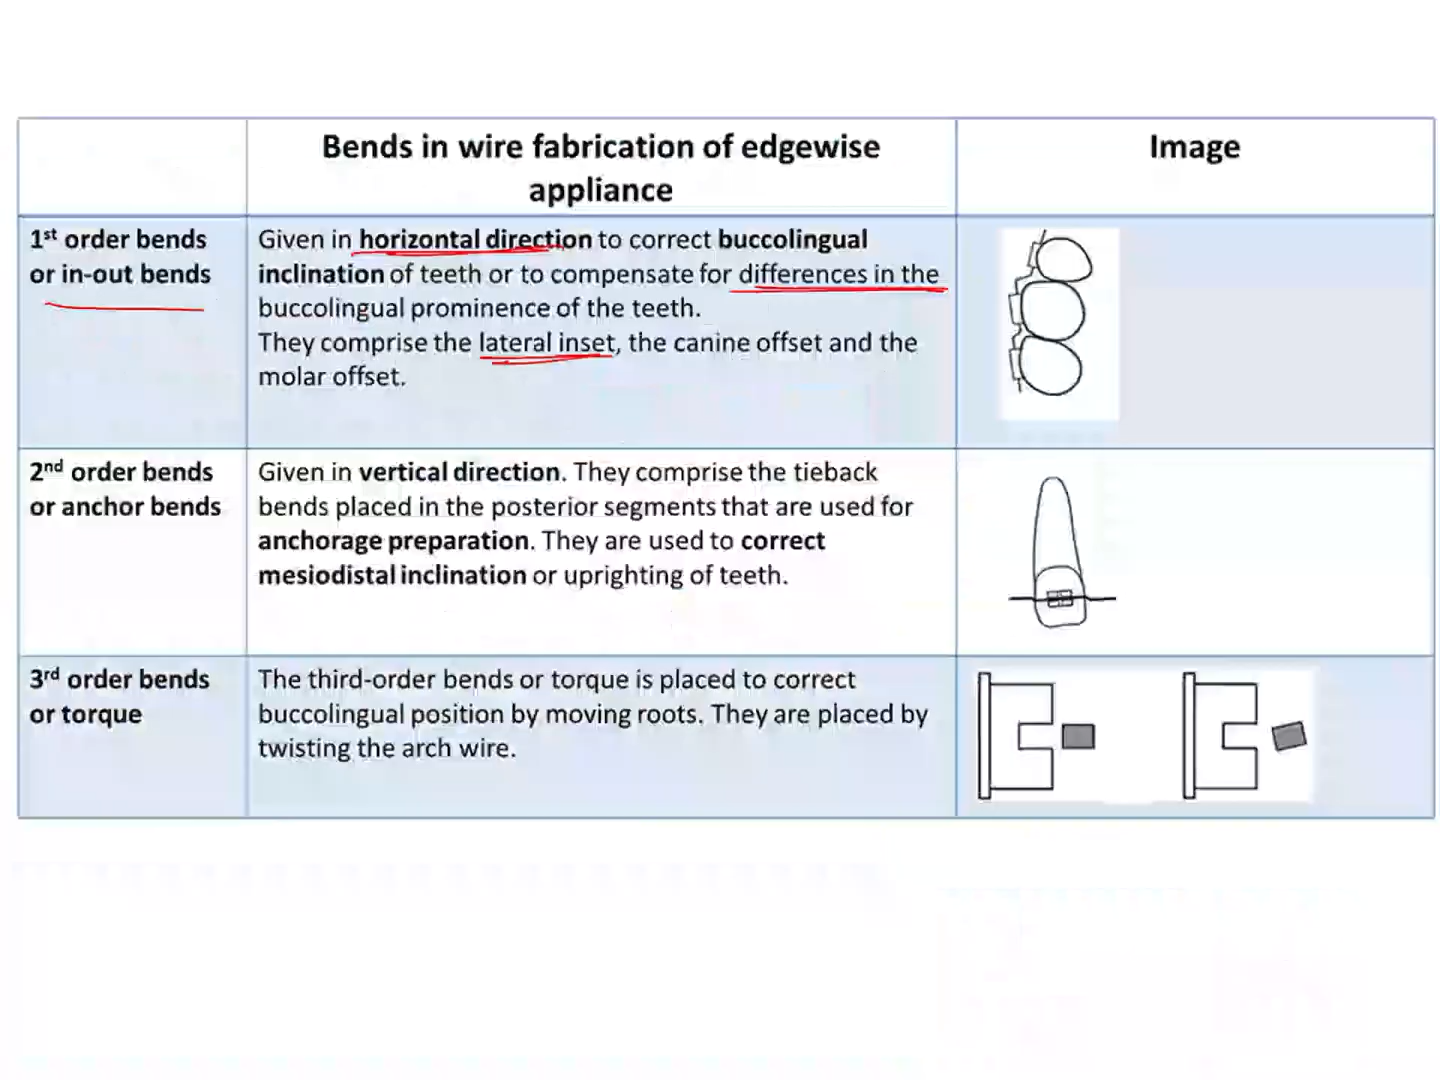 Bends in wire fabrication of edgewise
appliance
Image
1st order bends
or in-out bends
Given in horizontal direction to correct buccolingual
inclination of teeth or to compensate for differences in the
buccolingual prominence of the teeth.
They comprise the lateral inset, the canine offset and the
molar offset.
2nd order bends
or anchor bends
Given in vertical direction. They comprise the tieback
bends placed in the posterior segments that are used for
anchorage preparation. They are used to correct
mesiodistal inclination or uprighting of teeth.
3rd order bends
or torque
The third-order bends or torque is placed to correct
buccolingual position by moving roots. They are placed by
twisting the arch wire.